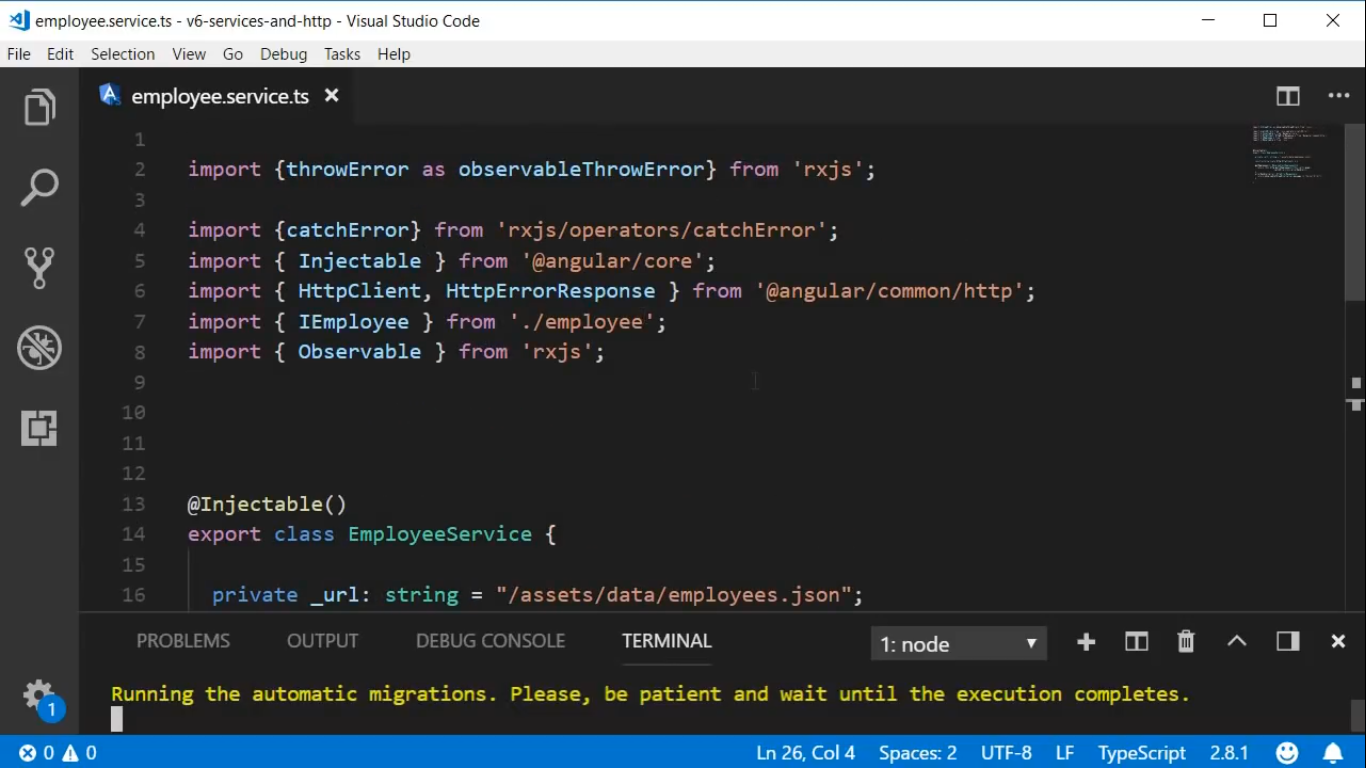 employee.service.ts - v6-services-and-http - Visual Studio Code
File Edit Selection View Go Debug Tasks Help
employee.service.ts
1
2 import {throwError as observableThrowError} from 'rxjs';
3
4 import {catchError} from 'rxjs/operators/catchError';
5 import { Injectable } from '@angular/core';
6 import { HttpClient, HttpErrorResponse } from '@angular/common/http';
7 import { IEmployee } from './employee';
8 import { Observable } from 'rxjs';
9
10
11
12
13 @Injectable()
14 export class EmployeeService {
15
16 private _url: string = "/assets/data/employees.json";
PROBLEMS OUTPUT DEBUG CONSOLE TERMINAL 1: node
Running the automatic migrations. Please, be patient and wait until the execution completes.
1
0 0 Ln 26, Col 4 Spaces: 2 UTF-8 LF TypeScript 2.8.1